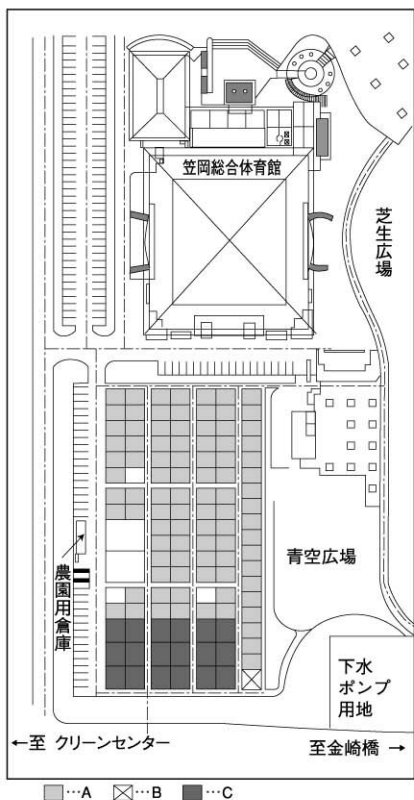 笠岡総合体育館
芝生広場
青空広場
農園用倉庫
下水
ポンプ
用地
←至 クリーンセンター
至金崎橋 →
…A
…B
…C